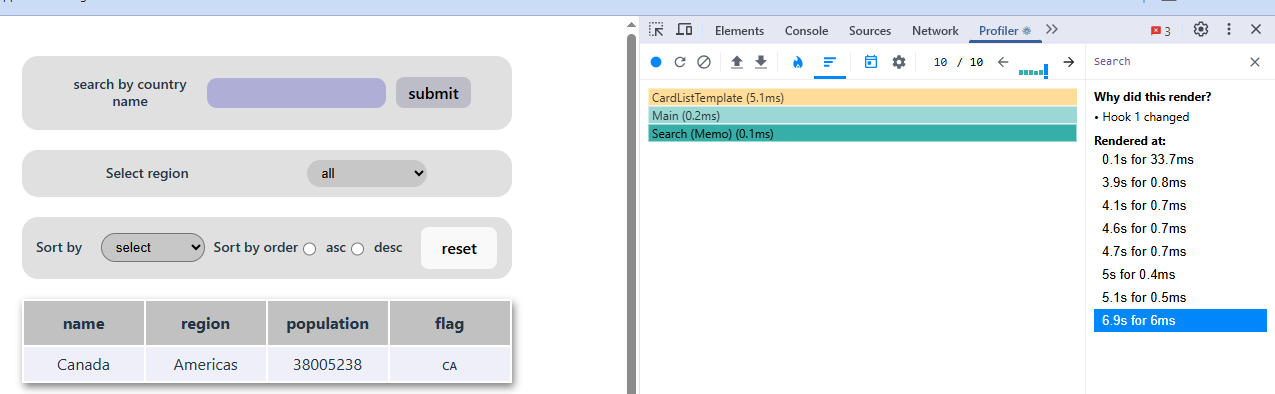 Elements Console Sources Network Profiler 3
10 / 10 Search
search by country
name
submit
CardListTemplate (5.1ms)
Main (0.2ms)
Search (Memo) (0.1ms)
Why did this render?
• Hook 1 changed
Rendered at:
0.1s for 33.7ms
3.9s for 0.8ms
4.1s for 0.7ms
4.6s for 0.7ms
4.7s for 0.7ms
5s for 0.4ms
5.1s for 0.5ms
6.9s for 6ms
Select region all
Sort by select Sort by order asc desc reset
name region population flag
Canada Americas 38005238 CA